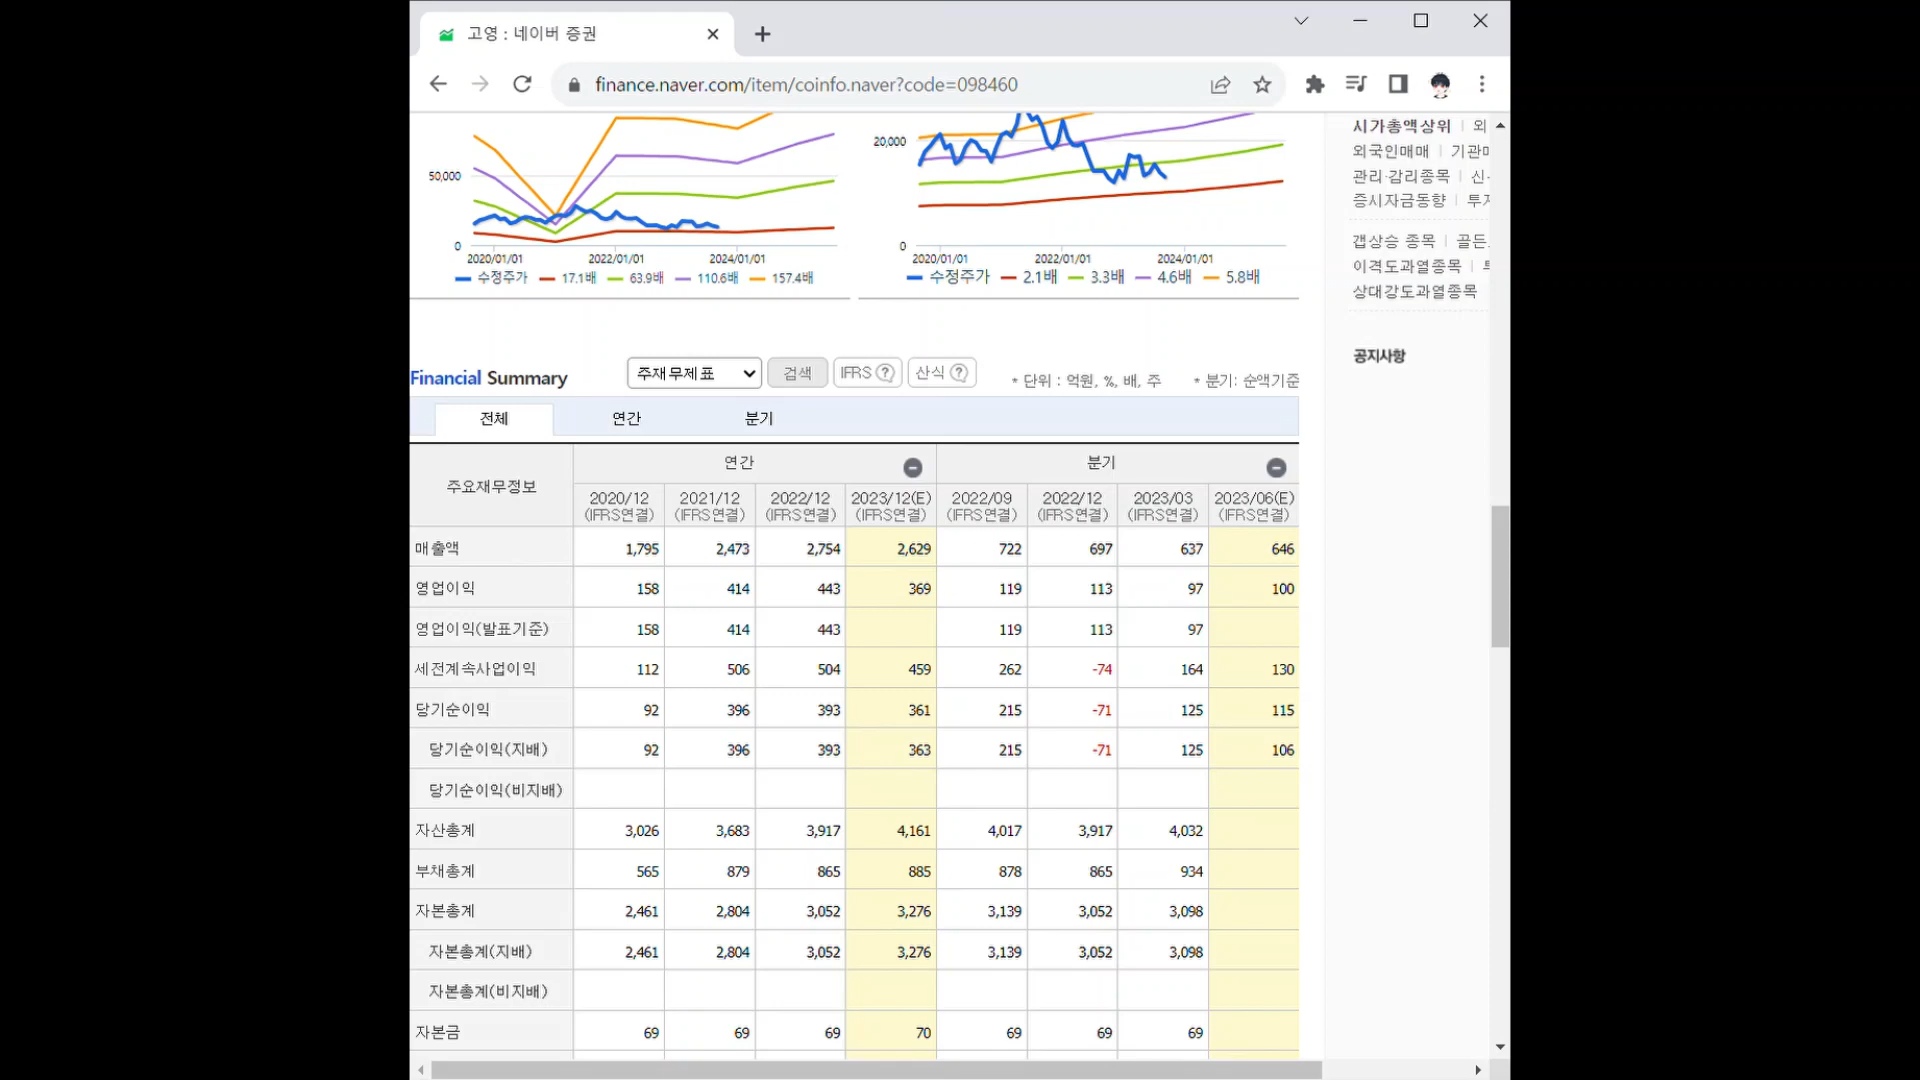 고영 : 네이버 증권
finance.naver.com/item/coinfo.naver?code=098460
50,000
0
2020/01/01 2022/01/01 2024/01/01
수정주가 17.1배 63.9배 110.6배 157.4배
20,000
0
2020/01/01 2022/01/01 2024/01/01
수정주가 2.1배 3.3배 4.6배 5.8배
시가총액상위 외
외국인매매 기관
관리·감리종목 신
증시자금동향 투자
갭상승 종목 골든
이격도과열종목
상대강도과열종목
공지사항
Financial Summary 주재무제표 검색 IFRS ? 산식 ? * 단위 : 억원, %, 배, 주 * 분기: 순액기준
전체 연간 분기
주요재무정보 연간 분기
2020/12 2021/12 2022/12 2023/12(E) 2022/09 2022/12 2023/03 2023/06(E)
(IFRS연결) (IFRS연결) (IFRS연결) (IFRS연결) (IFRS연결) (IFRS연결) (IFRS연결) (IFRS연결)
매출액 1,795 2,473 2,754 2,629 722 697 637 646
영업이익 158 414 443 369 119 113 97 100
영업이익(발표기준) 158 414 443 119 113 97
세전계속사업이익 112 506 504 459 262 -74 164 130
당기순이익 92 396 393 361 215 -71 125 115
당기순이익(지배) 92 396 393 363 215 -71 125 106
당기순이익(비지배)
자산총계 3,026 3,683 3,917 4,161 4,017 3,917 4,032
부채총계 565 879 865 885 878 865 934
자본총계 2,461 2,804 3,052 3,276 3,139 3,052 3,098
자본총계(지배) 2,461 2,804 3,052 3,276 3,139 3,052 3,098
자본총계(비지배)
자본금 69 69 69 70 69 69 69